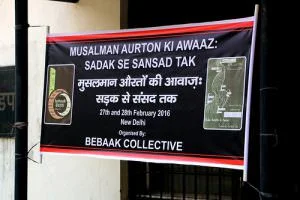 MUSALMAN AURTON KI AWAAZ:
SADAK SE SANSAD TAK
मुसलमान औरतों की आवाज़:
सड़क से संसद तक
27th and 28th February 2016
New Delhi
Organised By:
BEBAAK COLLECTIVE